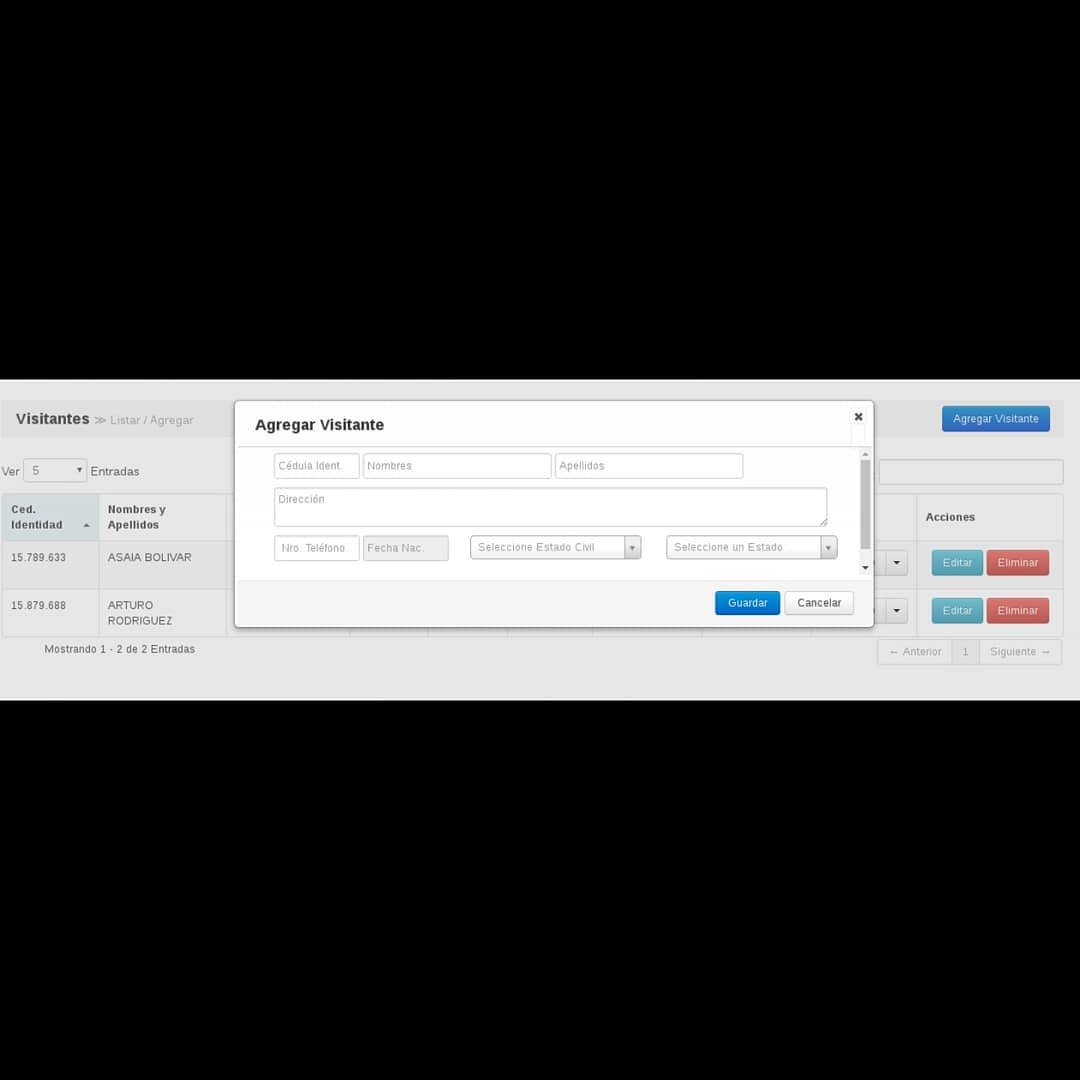 Visitantes ≫ Listar / Agregar
Agregar Visitante
Agregar Visitante
Ver 5 Entradas
Cédula Ident.
Nombres
Apellidos
Dirección
Nro. Teléfono
Fecha Nac.
Seleccione Estado Civil
Seleccione un Estado
Guardar
Cancelar
Ced.
Identidad
Nombres y
Apellidos
Acciones
15.789.633
ASAIA BOLIVAR
Editar
Eliminar
15.879.688
ARTURO
RODRIGUEZ
Editar
Eliminar
Mostrando 1 - 2 de 2 Entradas
← Anterior
1
Siguiente →